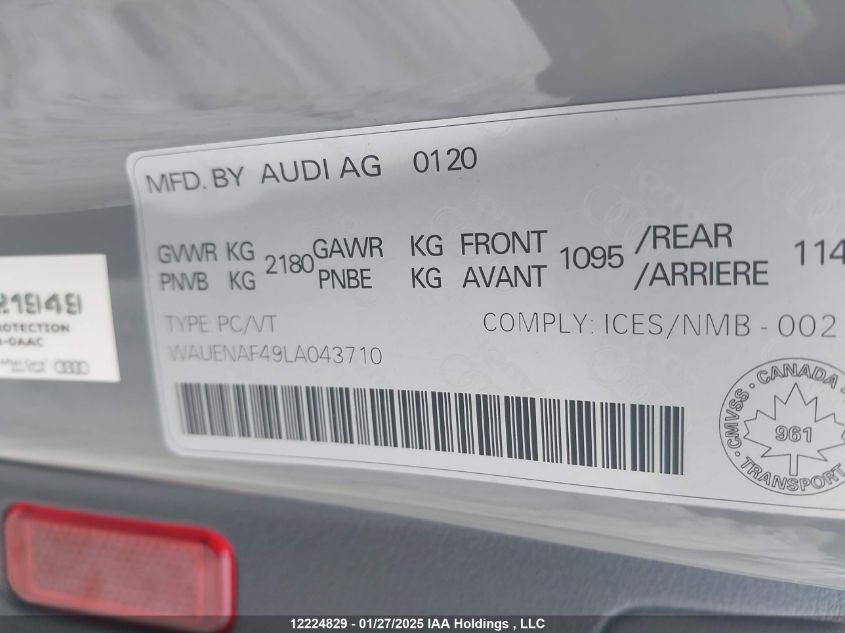 MFD. BY AUDI AG 0120
GVWR KG 2180 GAWR KG FRONT 1095 /REAR 114
PNVB KG PNBE KG AVANT /ARRIERE
TYPE: PC/VT COMPLY: ICES/NMB - 002
WAUENAF49LA043710
21949
ROTECTION
-0AAC
CMVSS · CANADA
961
TRANSPORT
12224829 - 01/27/2025 IAA Holdings , LLC